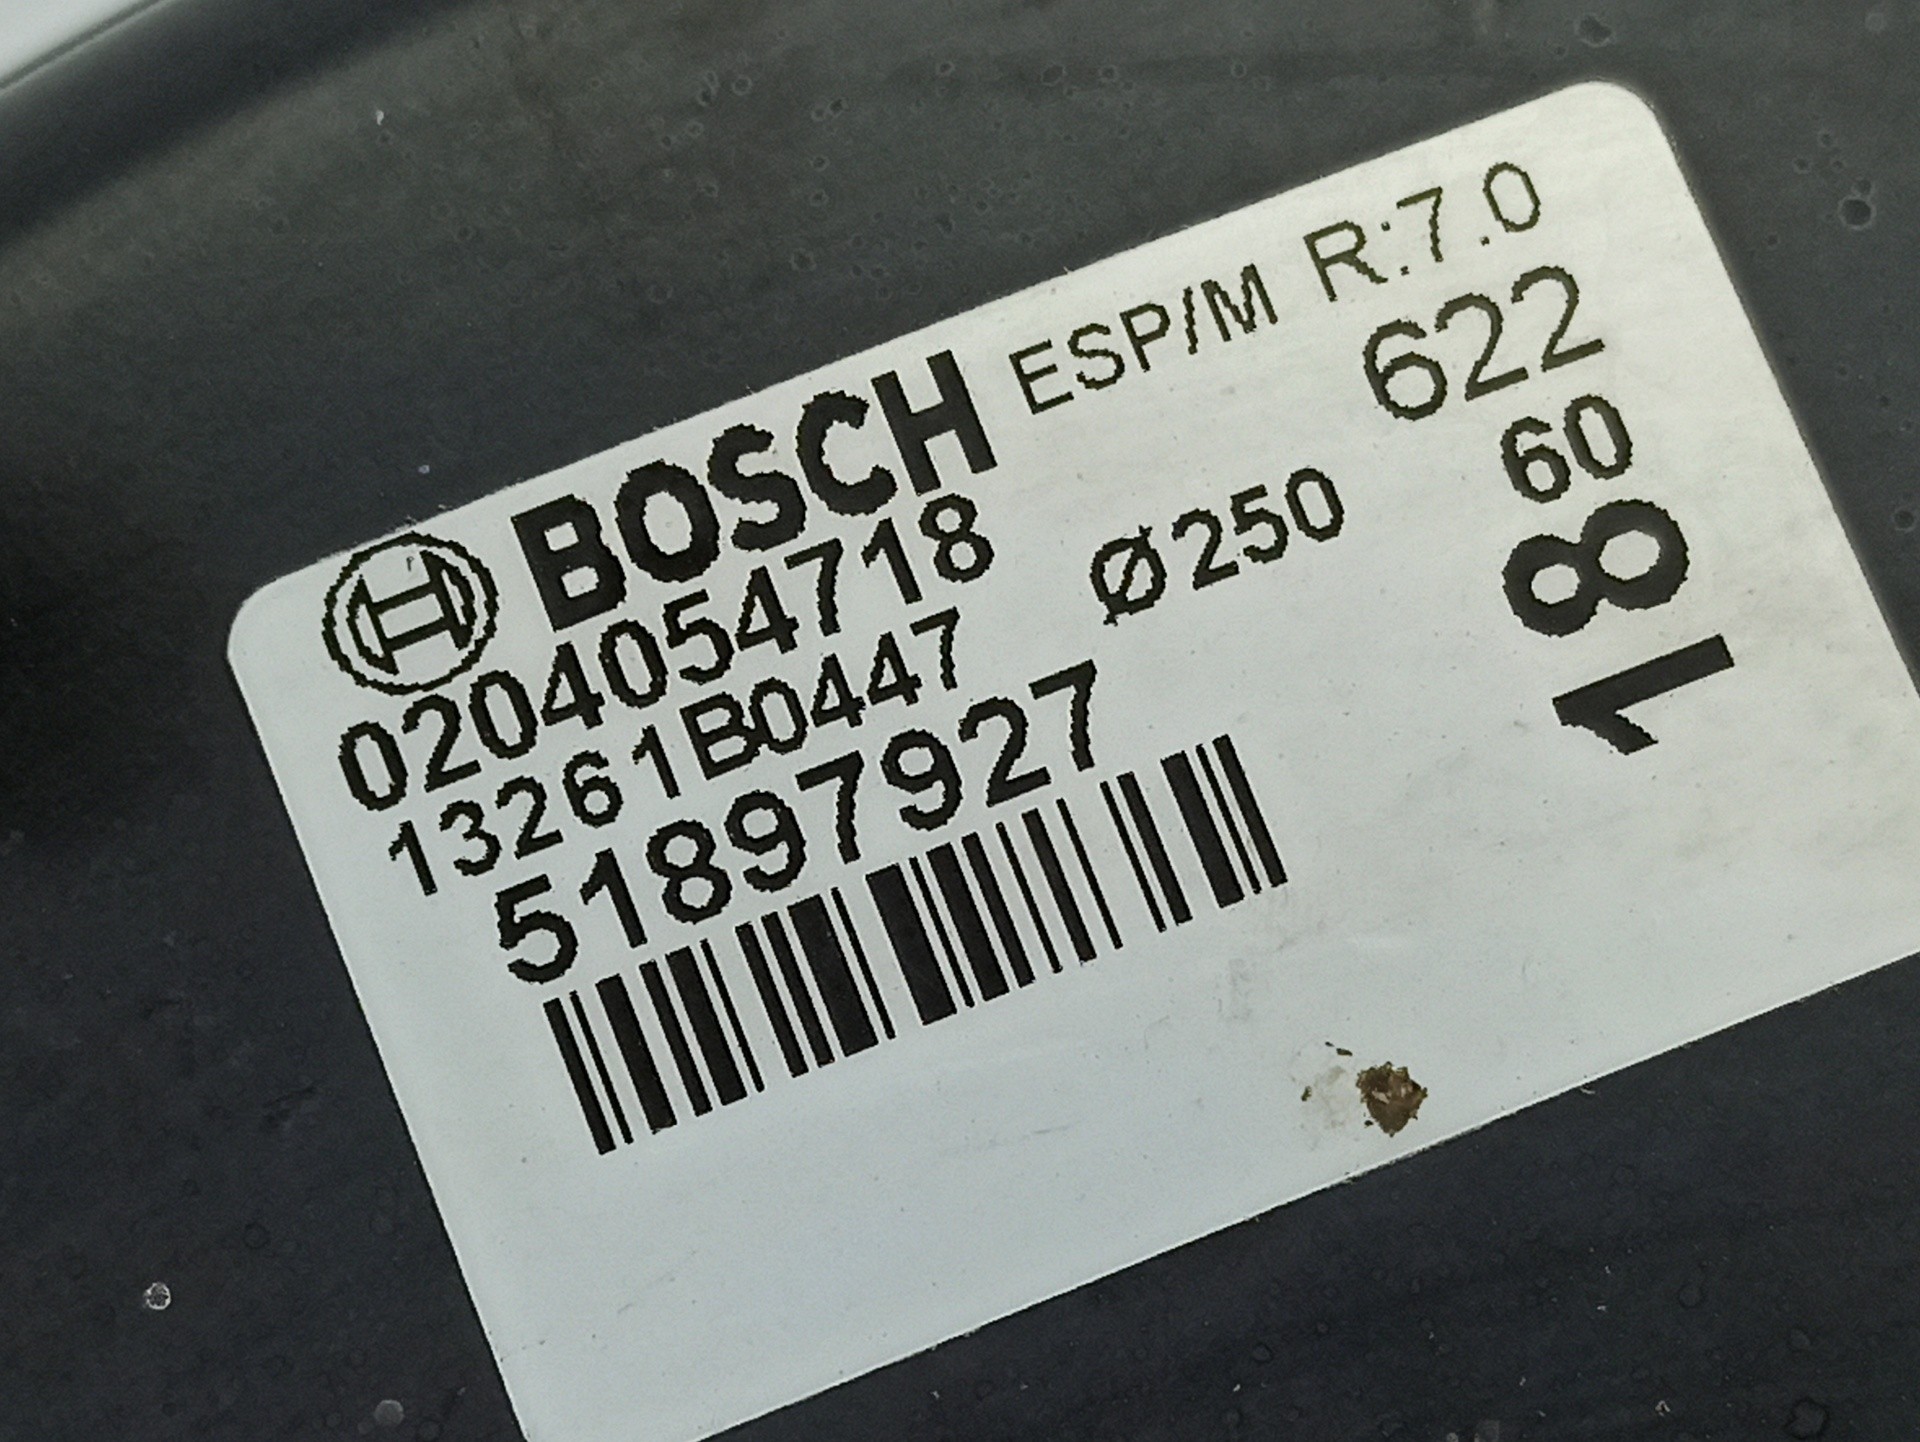 BOSCH ESP/M R:7.0
0204054718 622
13261B0447 Ø250 60
51897927 18